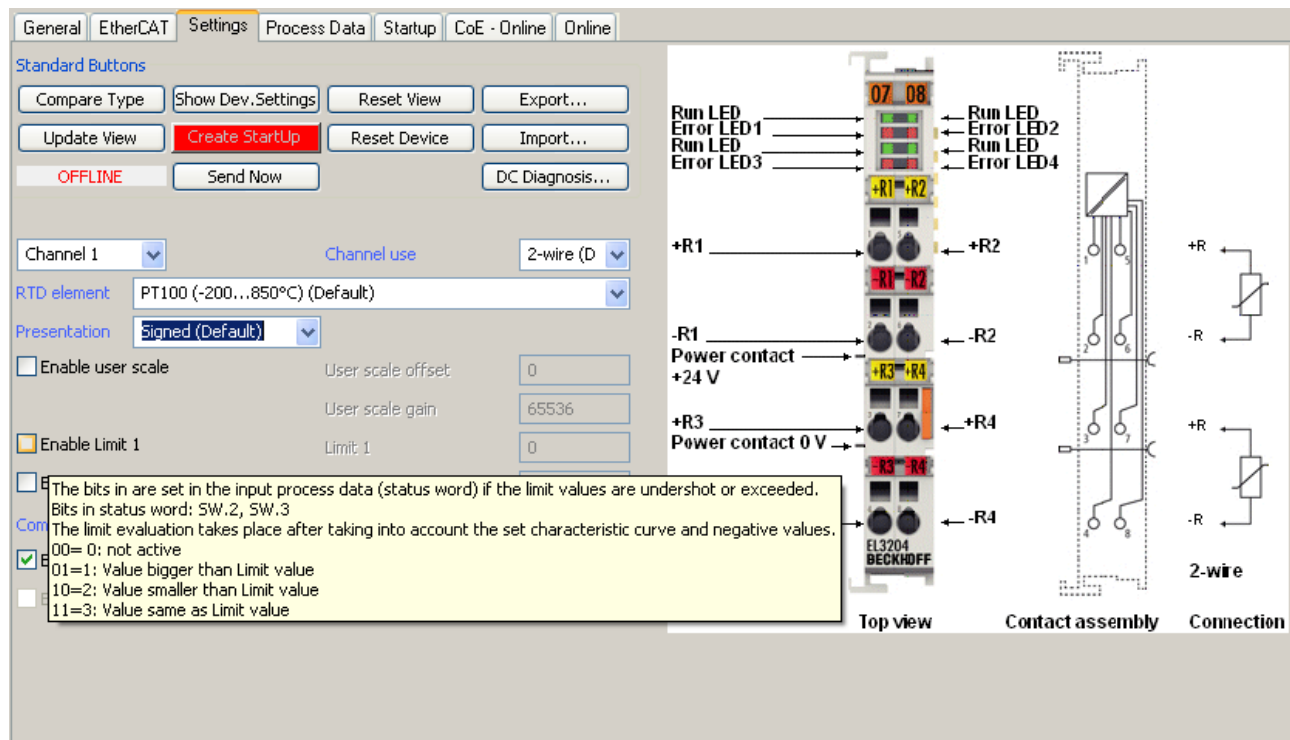 General EtherCAT Settings Process Data Startup CoE - Online Online
Standard Buttons
Compare Type Show Dev.Settings Reset View Export...
Update View Create StartUp Reset Device Import...
OFFLINE Send Now DC Diagnosis...
Channel 1 Channel use 2-wire (D
RTD element PT100 (-200...850°C) (Default)
Presentation Signed (Default)
Enable user scale User scale offset 0
User scale gain 65536
Enable Limit 1 Limit 1 0
The bits in are set in the input process data (status word) if the limit values are undershot or exceeded.
Bits in status word: SW.2, SW.3
The limit evaluation takes place after taking into account the set characteristic curve and negative values.
00= 0: not active
01=1: Value bigger than Limit value
10=2: Value smaller than Limit value
11=3: Value same as Limit value
Com
07 08
Run LED Run LED
Error LED1 Error LED2
Run LED Run LED
Error LED3 Error LED4
+R1 +R2
+R1 +R2
-R1 -R2
-R1 -R2
Power contact
+24 V
+R3 +R4
+R3 +R4
Power contact 0 V
-R3 -R4
-R4
EL3204
BECKHOFF
Top view
1 5
2 6
3 7
4 8
Contact assembly
+R
-R
+R
-R
2-wire
Connection